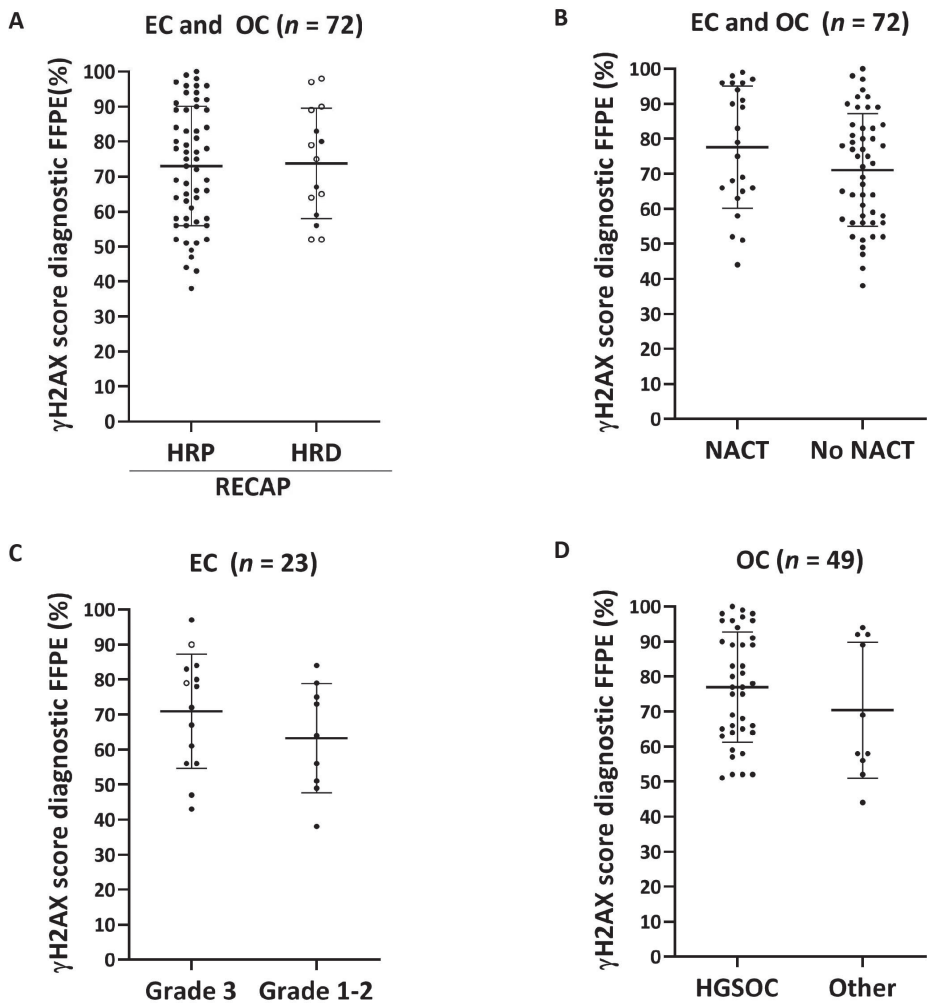 A
EC and OC (n = 72)
γH2AX score diagnostic FFPE(%)
100
90
80
70
60
50
40
30
20
10
0
HRP HRD
RECAP
B
EC and OC (n = 72)
γH2AX score diagnostic FFPE (%)
100
90
80
70
60
50
40
30
20
10
0
NACT No NACT
C
EC (n = 23)
γH2AX score diagnostic FFPE (%)
100
90
80
70
60
50
40
30
20
10
0
Grade 3 Grade 1-2
D
OC (n = 49)
γH2AX score diagnostic FFPE (%)
100
90
80
70
60
50
40
30
20
10
0
HGSOC Other